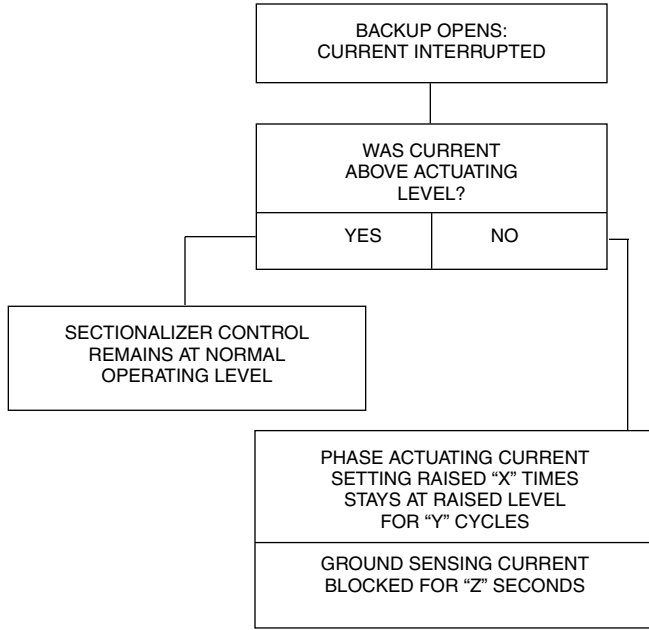 BACKUP OPENS:
CURRENT INTERRUPTED
WAS CURRENT
ABOVE ACTUATING
LEVEL?
YES
NO
SECTIONALIZER CONTROL
REMAINS AT NORMAL
OPERATING LEVEL
PHASE ACTUATING CURRENT
SETTING RAISED “X” TIMES
STAYS AT RAISED LEVEL
FOR “Y” CYCLES
GROUND SENSING CURRENT
BLOCKED FOR “Z” SECONDS